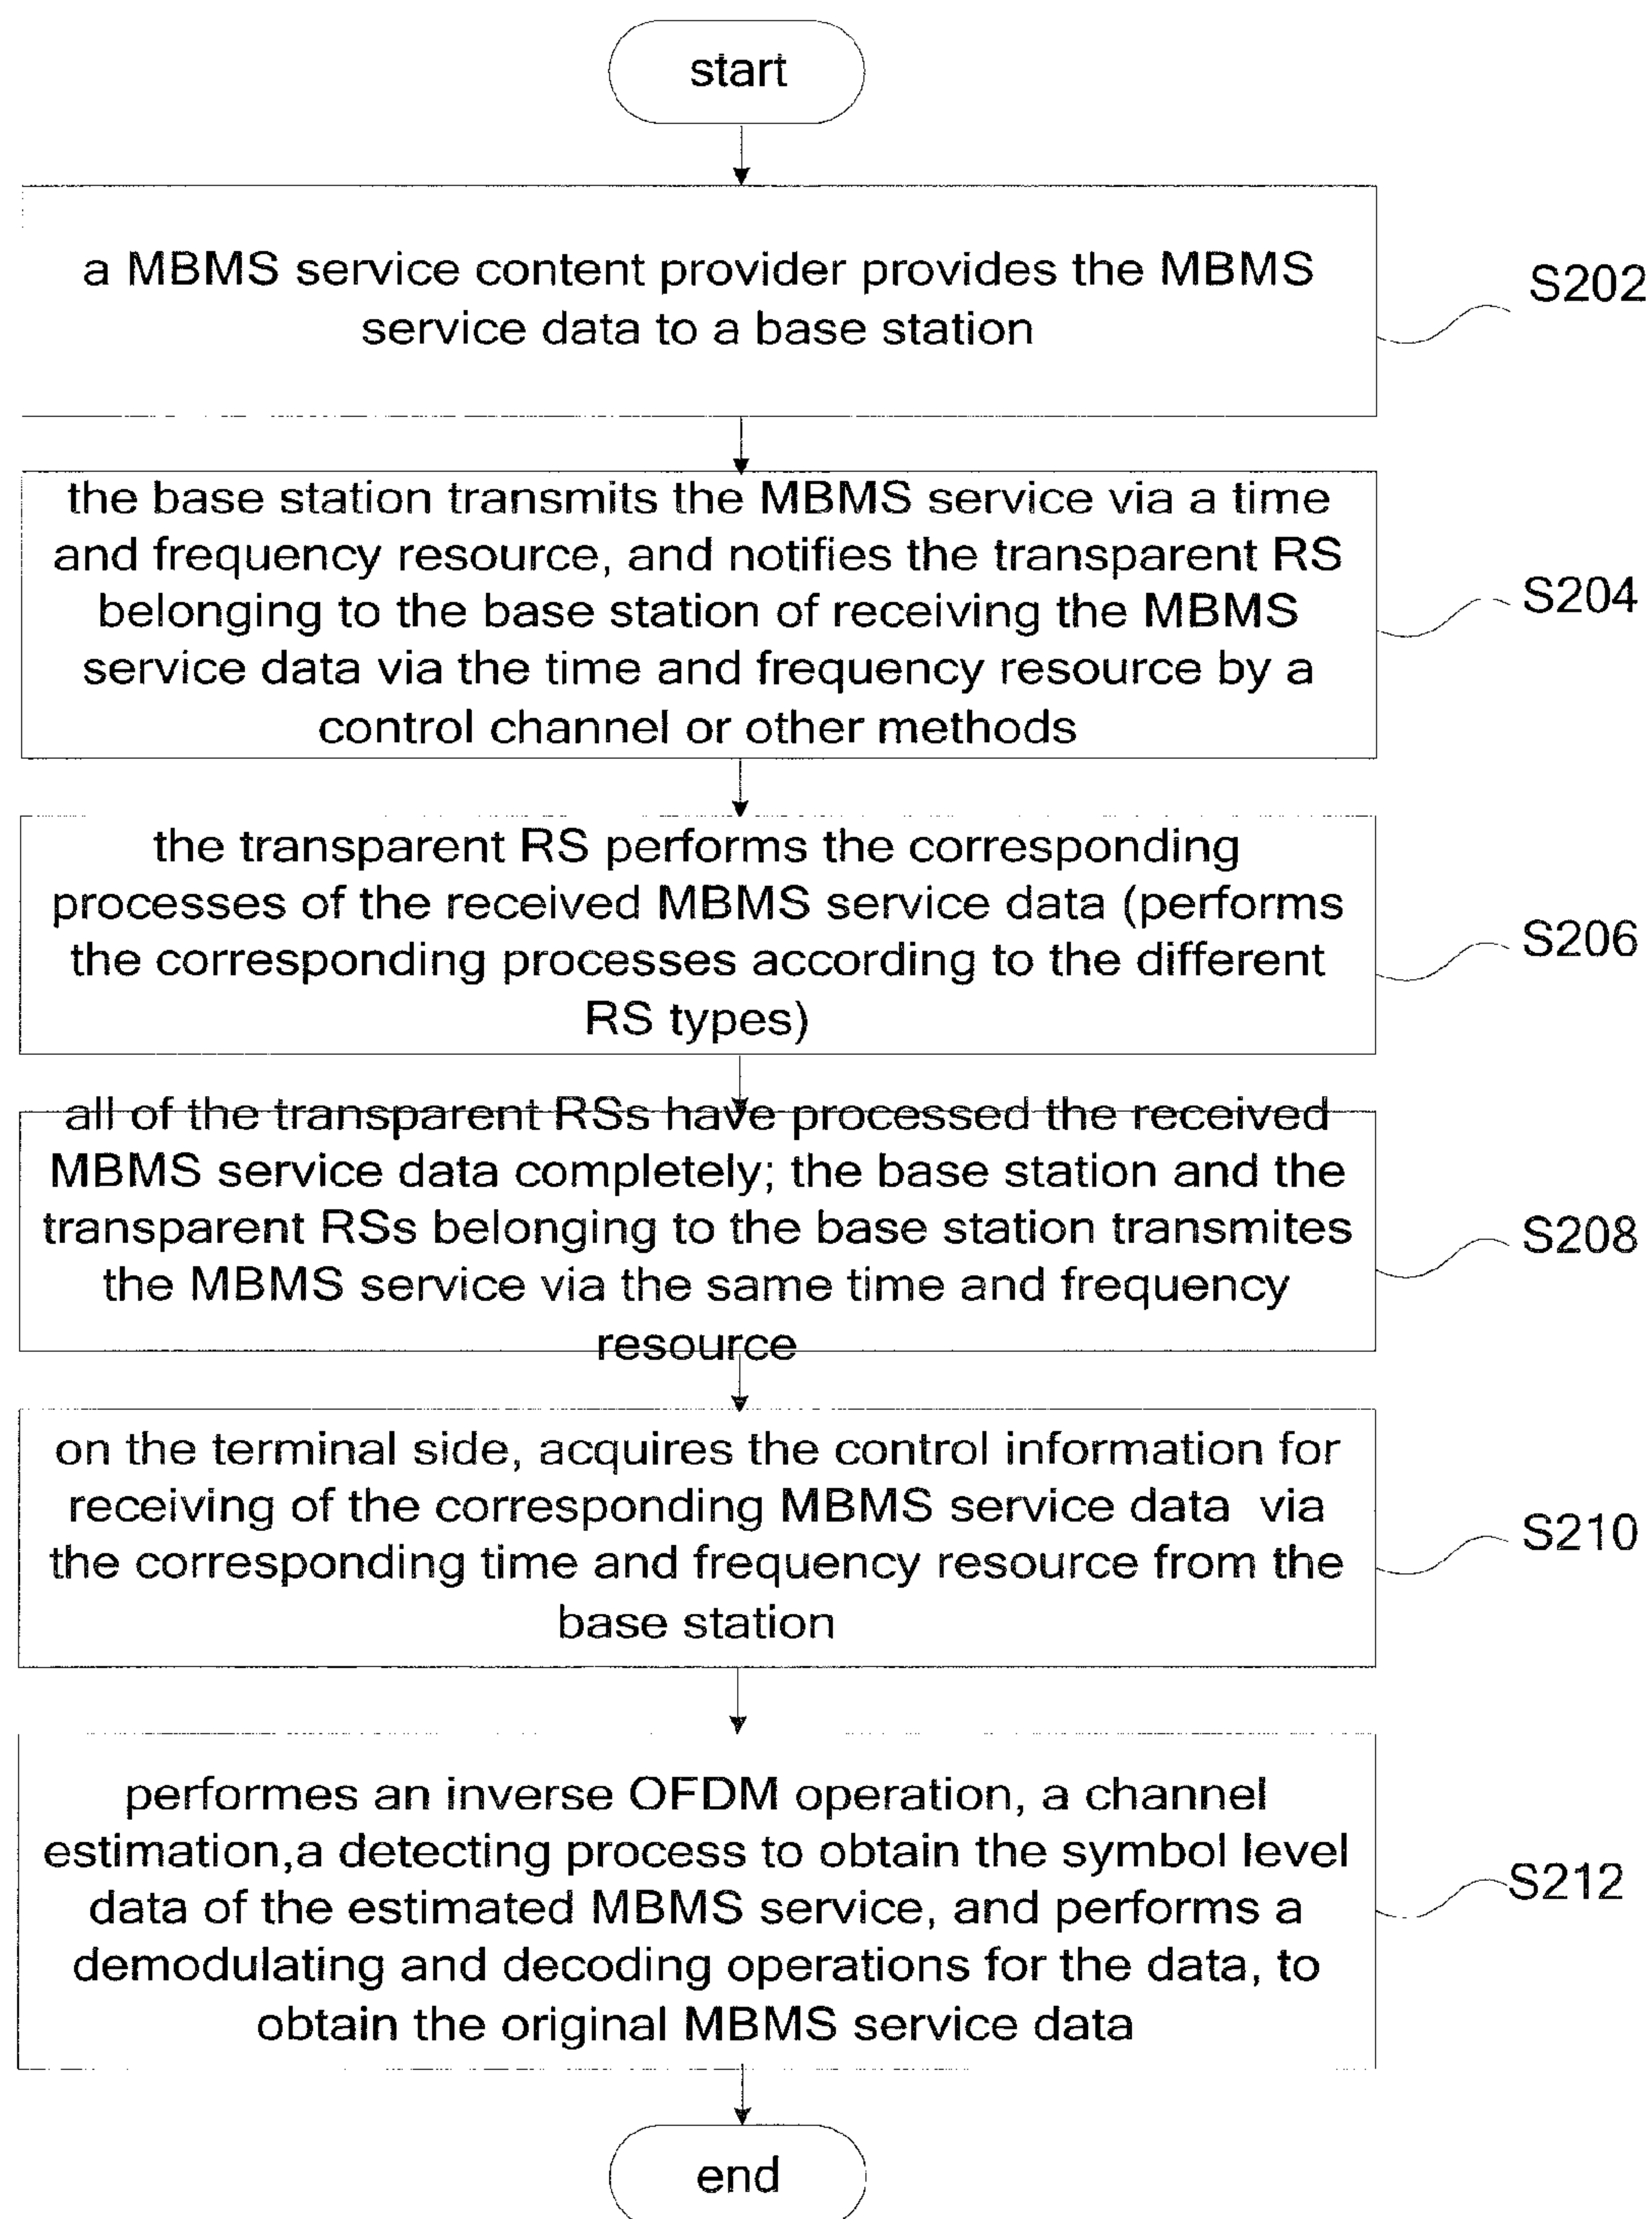 start
a MBMS service content provider provides the MBMS
service data to a base station
S202
the base station transmits the MBMS service via a time
and frequency resource, and notifies the transparent RS
belonging to the base station of receiving the MBMS
service data via the time and frequency resource by a
control channel or other methods
S204
the transparent RS performs the corresponding
processes of the received MBMS service data (performs
the corresponding processes according to the different
RS types)
S206
all of the transparent RSs have processed the received
MBMS service data completely; the base station and the
transparent RSs belonging to the base station transmites
the MBMS service via the same time and frequency
resource
S208
on the terminal side, acquires the control information for
receiving of the corresponding MBMS service data via
the corresponding time and frequency resource from the
base station
S210
performes an inverse OFDM operation, a channel
estimation,a detecting process to obtain the symbol level
data of the estimated MBMS service, and performs a
demodulating and decoding operations for the data, to
obtain the original MBMS service data
S212
end